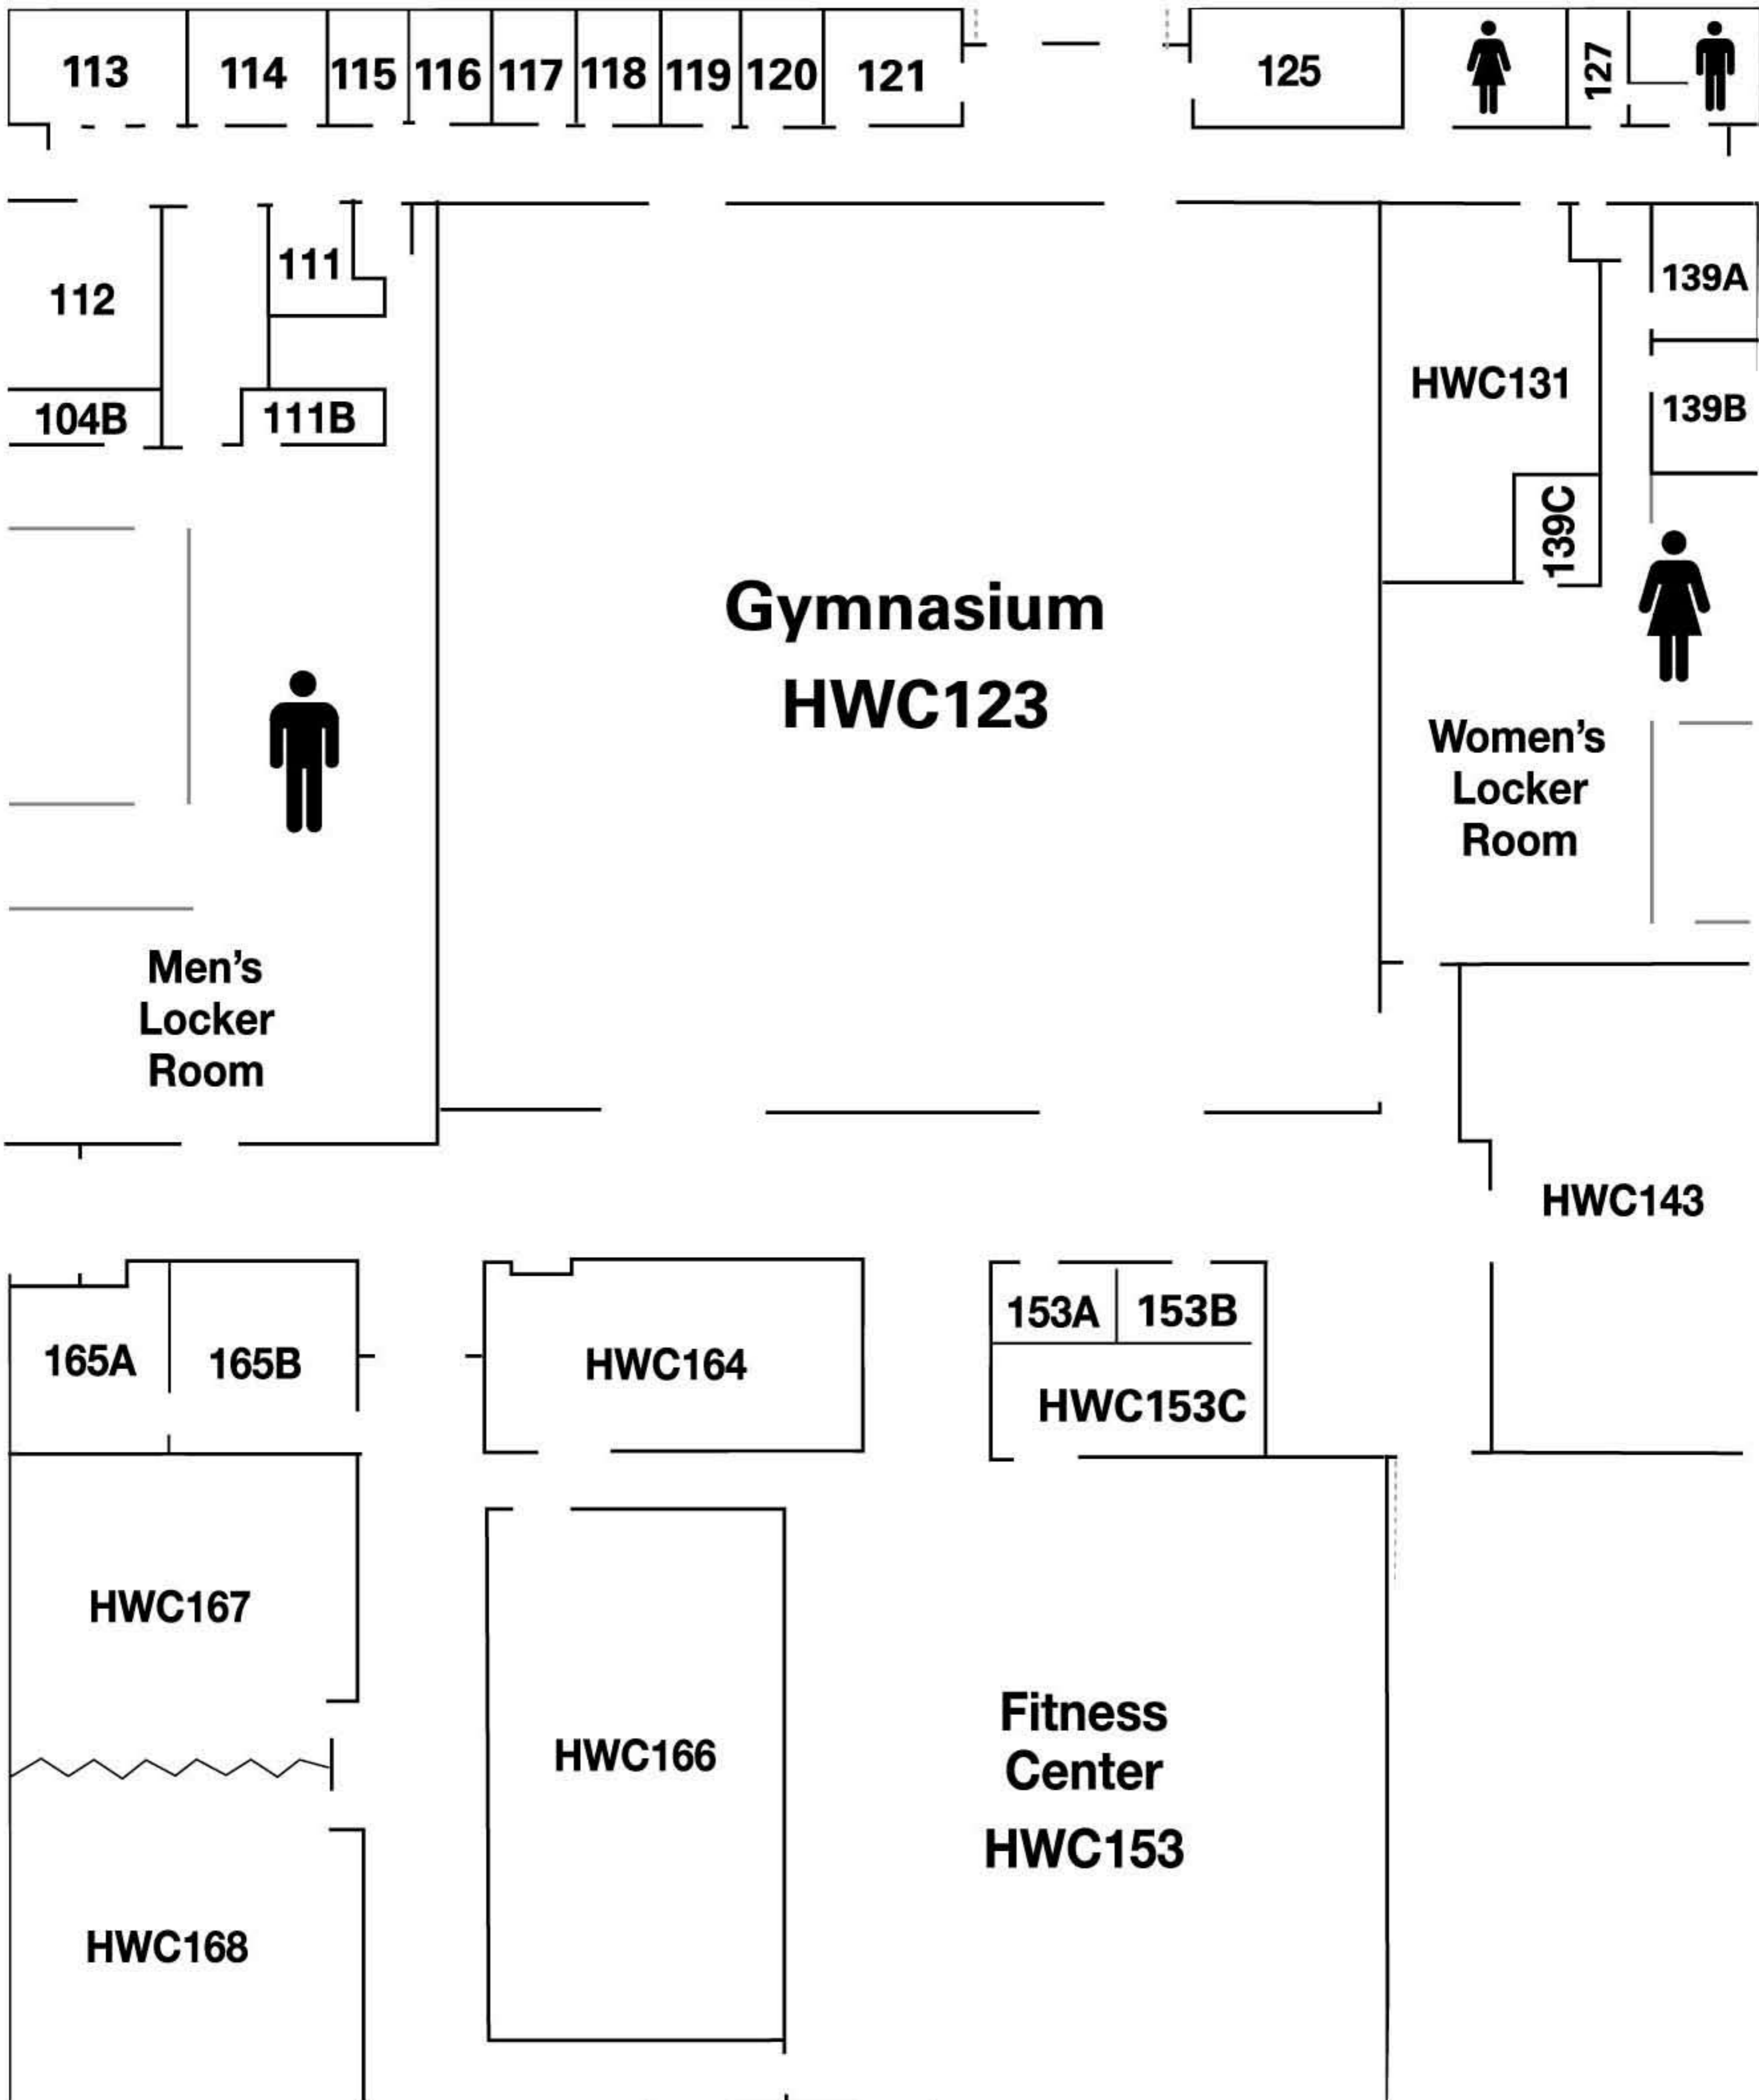 113
114
115
116
117
118
119
120
121
125
127
112
111
104B
111B
HWC131
139A
139B
139C
Gymnasium
HWC123
Women's
Locker
Room
Men's
Locker
Room
HWC143
165A
165B
HWC164
153A
153B
HWC153C
HWC167
HWC166
Fitness
Center
HWC153
HWC168